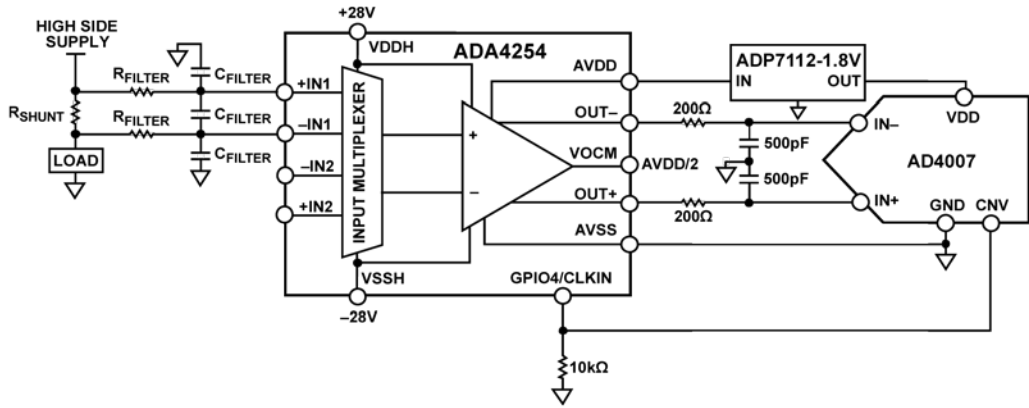 +28V
HIGH SIDE
SUPPLY
VDDH
ADA4254
AVDD
ADP7112-1.8V
IN
OUT
RFILTER
CFILTER
+IN1
OUT–
200Ω
VDD
RSHUNT
RFILTER
CFILTER
–IN1
+
IN–
500pF
LOAD
CFILTER
INPUT MULTIPLEXER
VOCM
AVDD/2
AD4007
–IN2
–
500pF
OUT+
IN+
+IN2
200Ω
GND
CNV
AVSS
VSSH
GPIO4/CLKIN
–28V
10kΩ